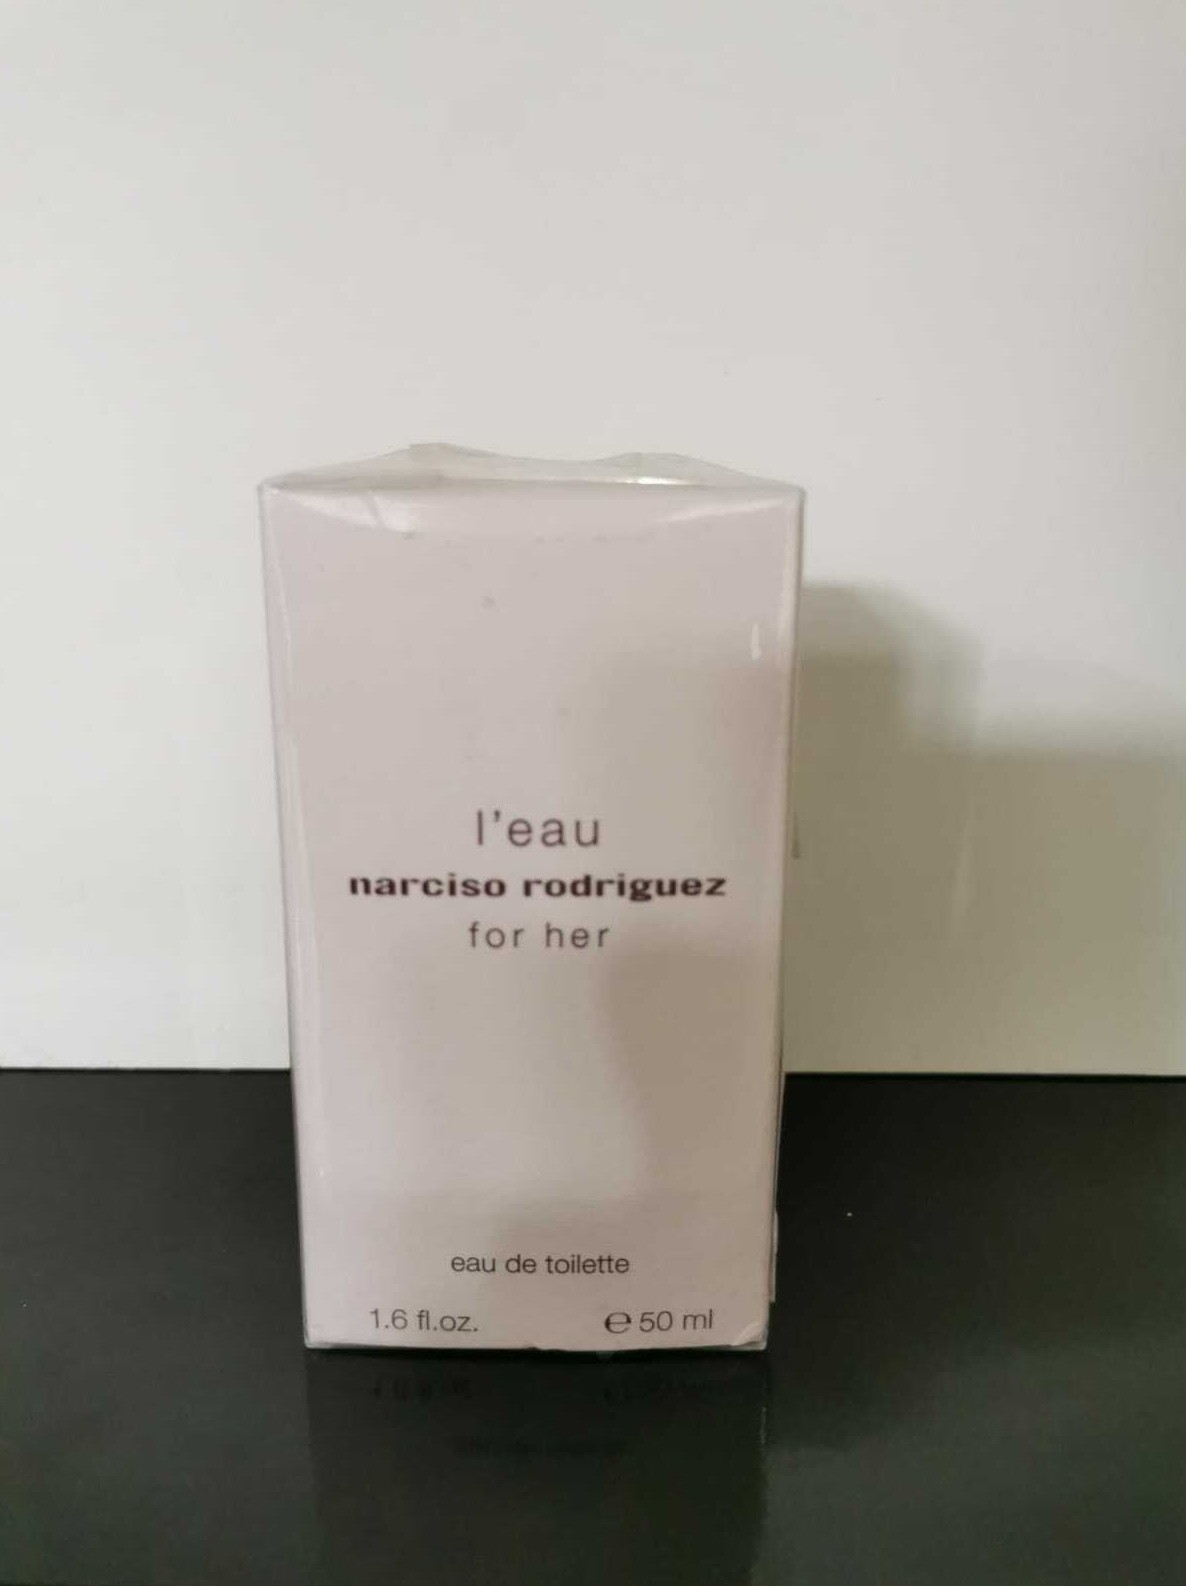 l'eau
narciso rodriguez
for her
eau de toilette
1.6 fl.oz. ℮ 50 ml